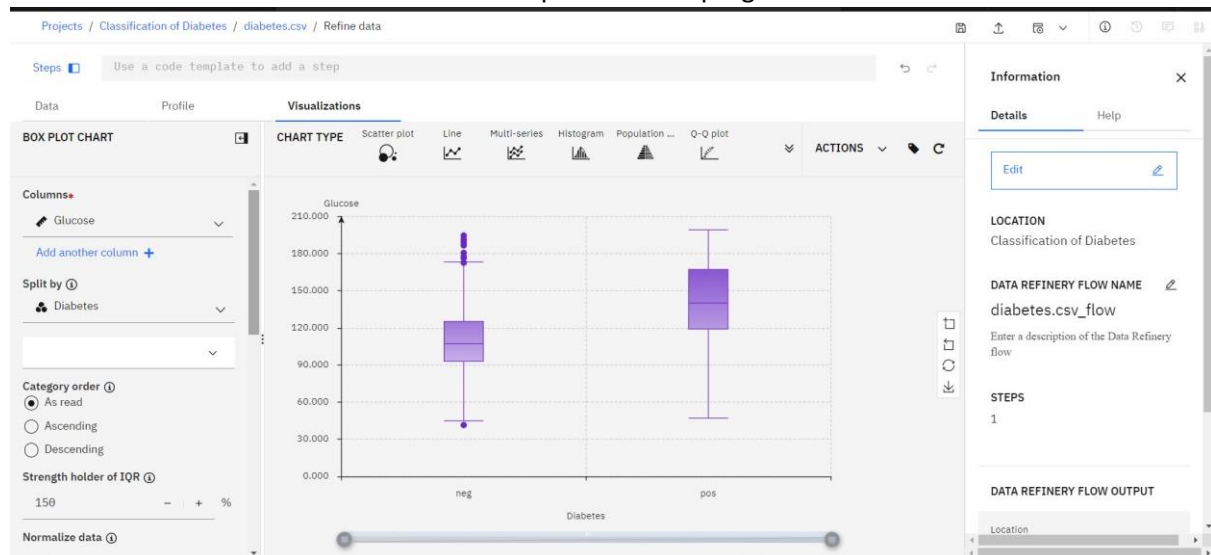 Projects / Classification of Diabetes / diabetes.csv / Refine data
Steps
Use a code template to add a step
Data
Profile
Visualizations
BOX PLOT CHART
CHART TYPE
Scatter plot
Line
Multi-series
Histogram
Population ...
Q-Q plot
ACTIONS
Columns*
Glucose
Add another column +
Split by
Diabetes
Category order
As read
Ascending
Descending
Strength holder of IQR
150 - + %
Normalize data
Glucose
210.000
180.000
150.000
120.000
90.000
60.000
30.000
0.000
neg
pos
Diabetes
Information
Details
Help
Edit
LOCATION
Classification of Diabetes
DATA REFINERY FLOW NAME
diabetes.csv_flow
Enter a description of the Data Refinery
flow
STEPS
1
DATA REFINERY FLOW OUTPUT
Location